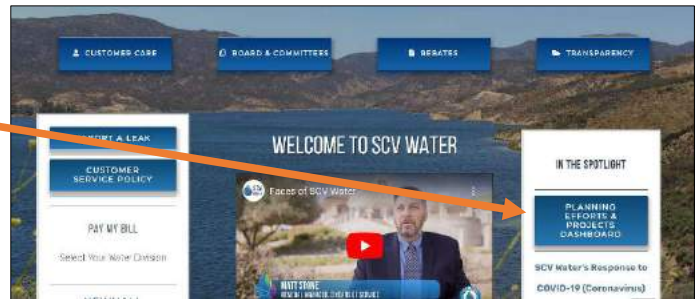 CUSTOMER CARE
BOARD & COMMITTEES
REBATES
TRANSPARENCY
REPORT A LEAK
CUSTOMER
SERVICE POLICY
PAY MY BILL
Select Your Water Division
WELCOME TO SCV WATER
Faces of SCV Water
MATT STONE
IN THE SPOTLIGHT
PLANNING
EFFORTS &
PROJECTS
DASHBOARD
SCV Water's Response to
COVID-19 (Coronavirus)